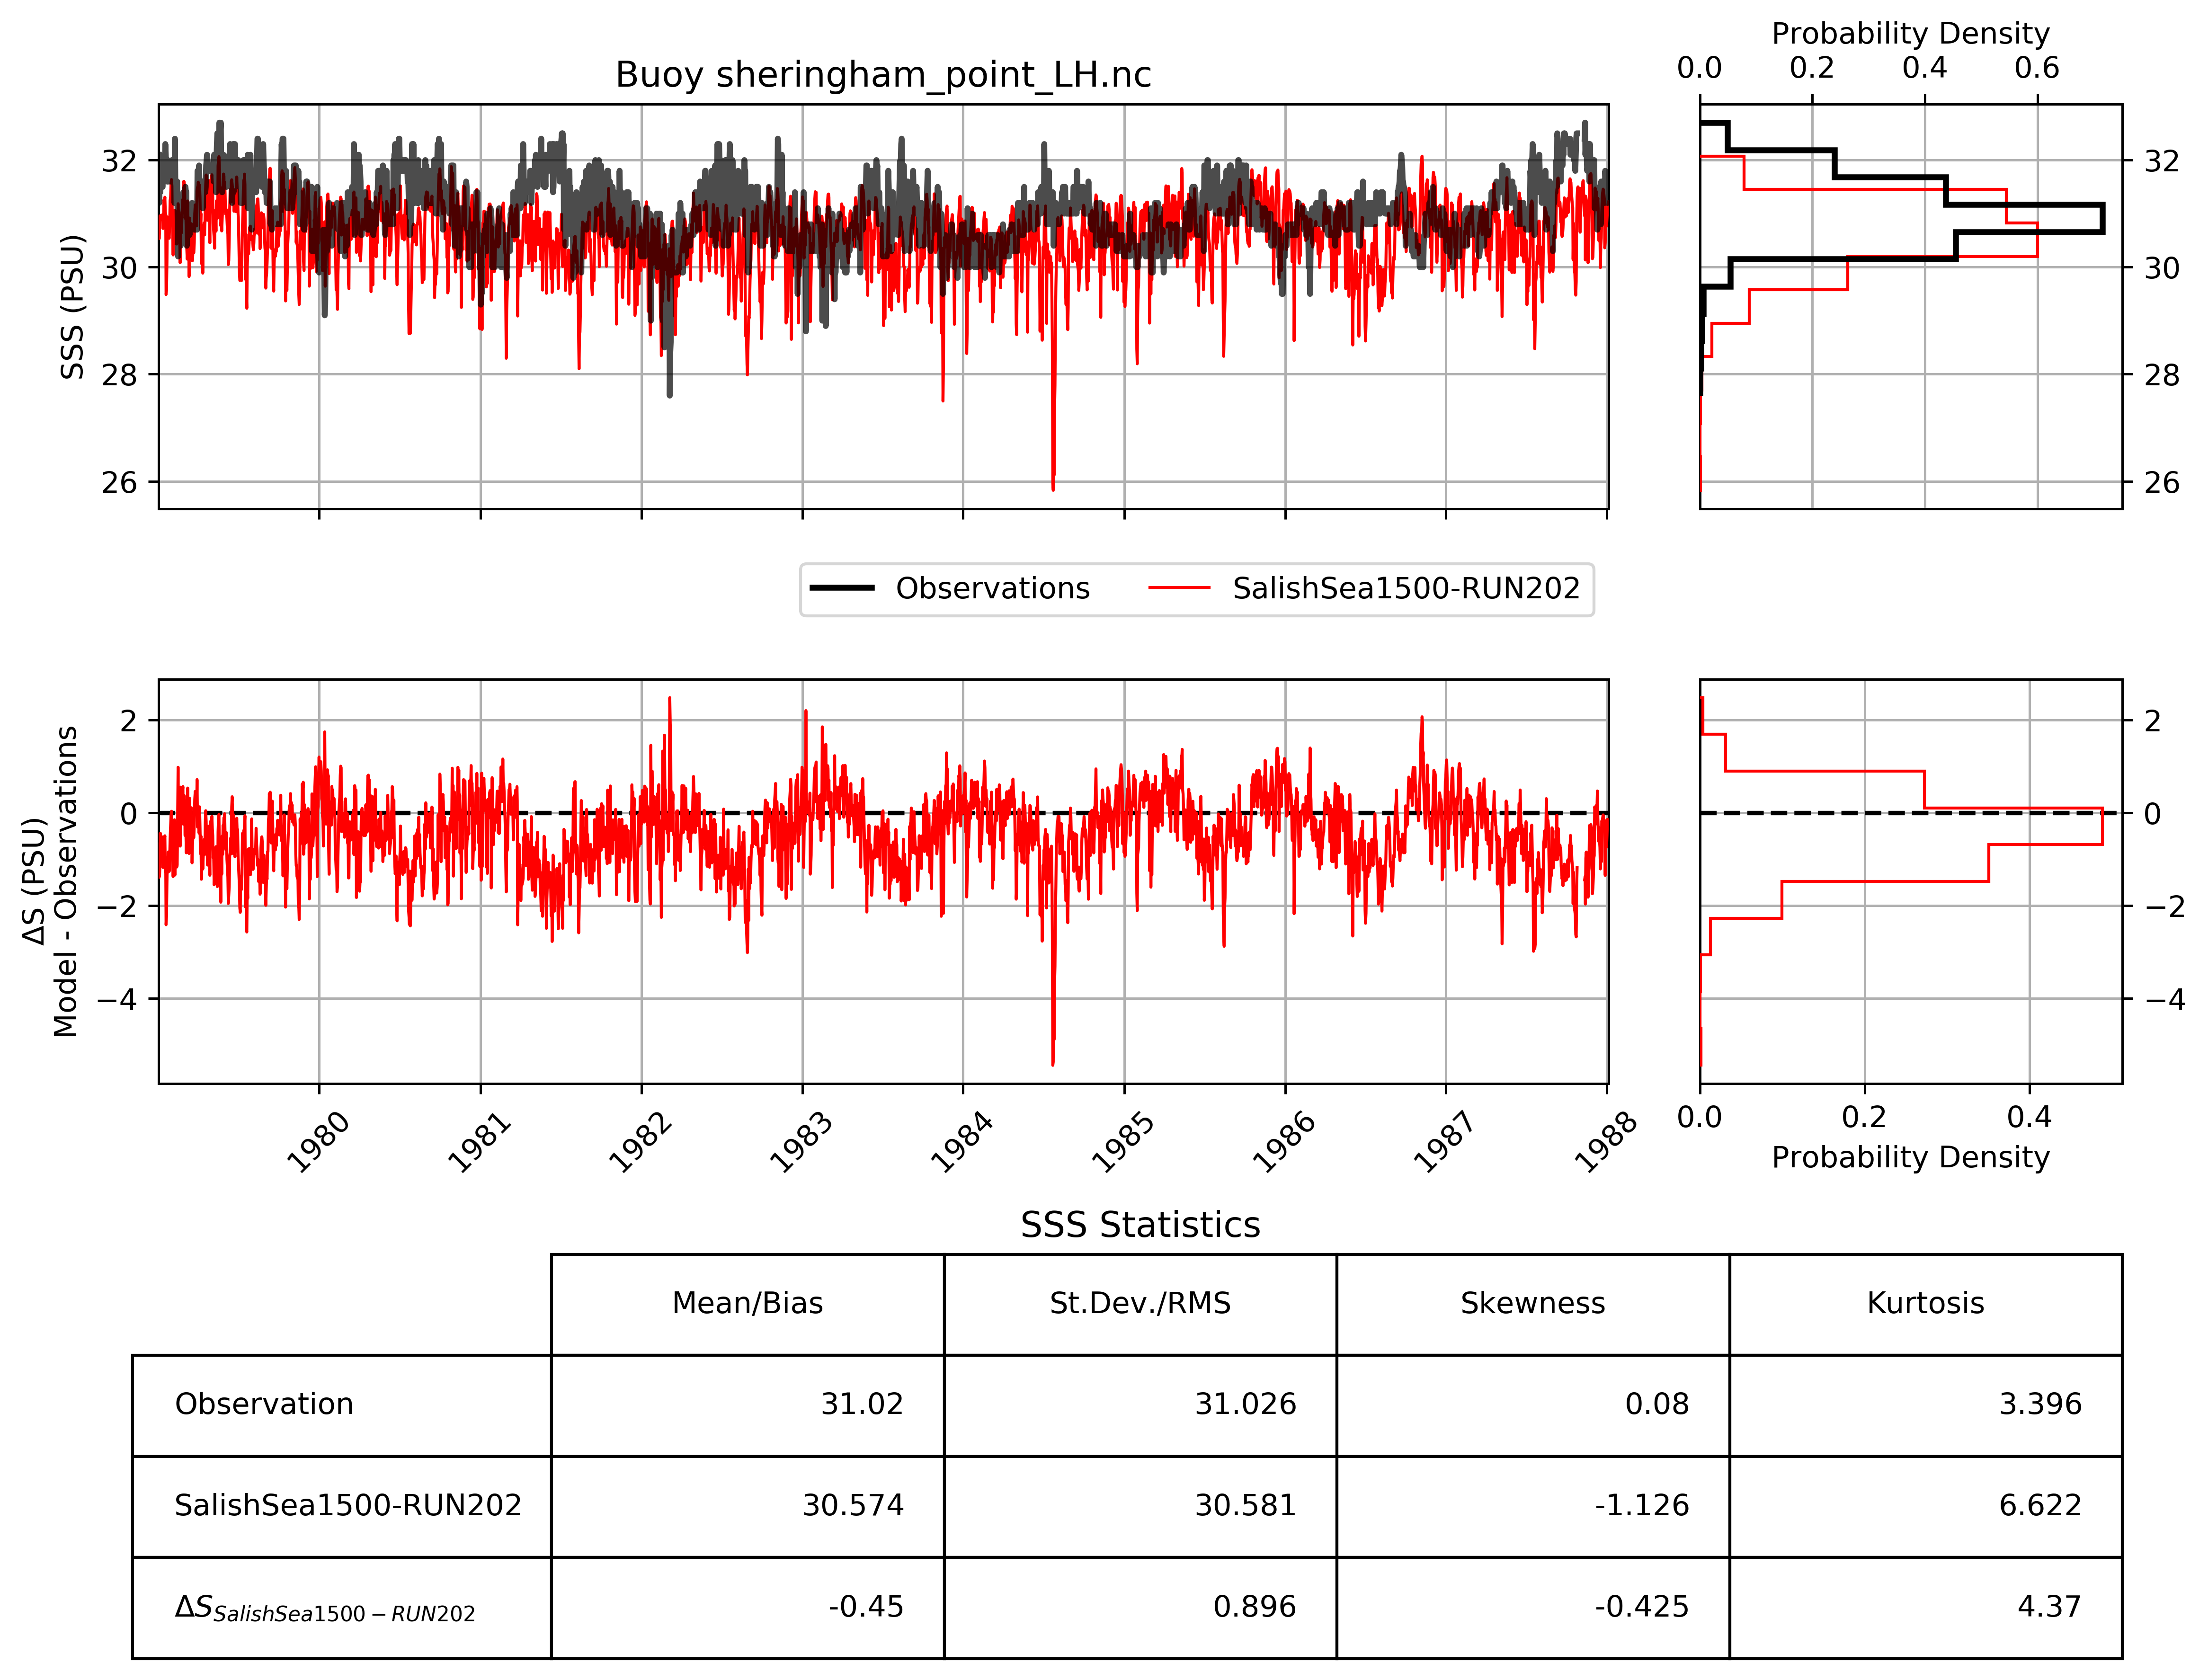 Buoy sheringham_point_LH.nc
Probability Density
0.0 0.2 0.4 0.6
SSS (PSU)
32
30
28
26
32
30
28
26
Observations SalishSea1500-RUN202
ΔS (PSU)
Model - Observations
2
0
−2
−4
2
0
−2
−4
1980 1981 1982 1983 1984 1985 1986 1987 1988
0.0 0.2 0.4
Probability Density
SSS Statistics
Mean/Bias St.Dev./RMS Skewness Kurtosis
Observation 31.02 31.026 0.08 3.396
SalishSea1500-RUN202 30.574 30.581 -1.126 6.622
ΔS SalishSea1500−RUN202 -0.45 0.896 -0.425 4.37